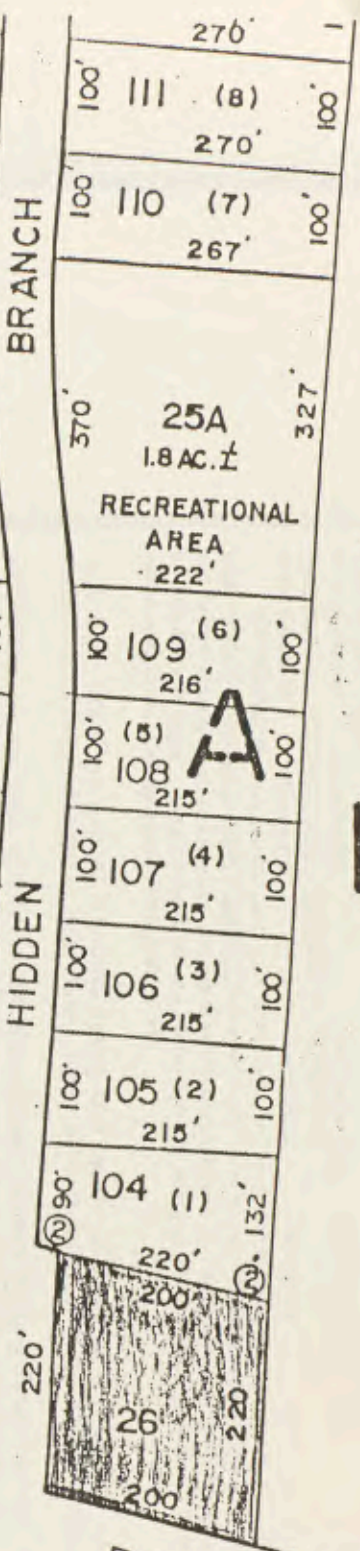 270'
100' 111 (8) 100'
270'
100' 110 (7) 100'
267'
BRANCH
370' 25A 327'
1.8 AC.±
RECREATIONAL
AREA
222'
100' 109 (6) 100'
216'
A
100' (5) 100'
108
215'
100' 107 (4) 100'
215'
HIDDEN
100' 106 (3) 100'
215'
100' 105 (2) 100'
215'
90' 104 (1) 132'
220'
2 2
200'
220' 26 220
200